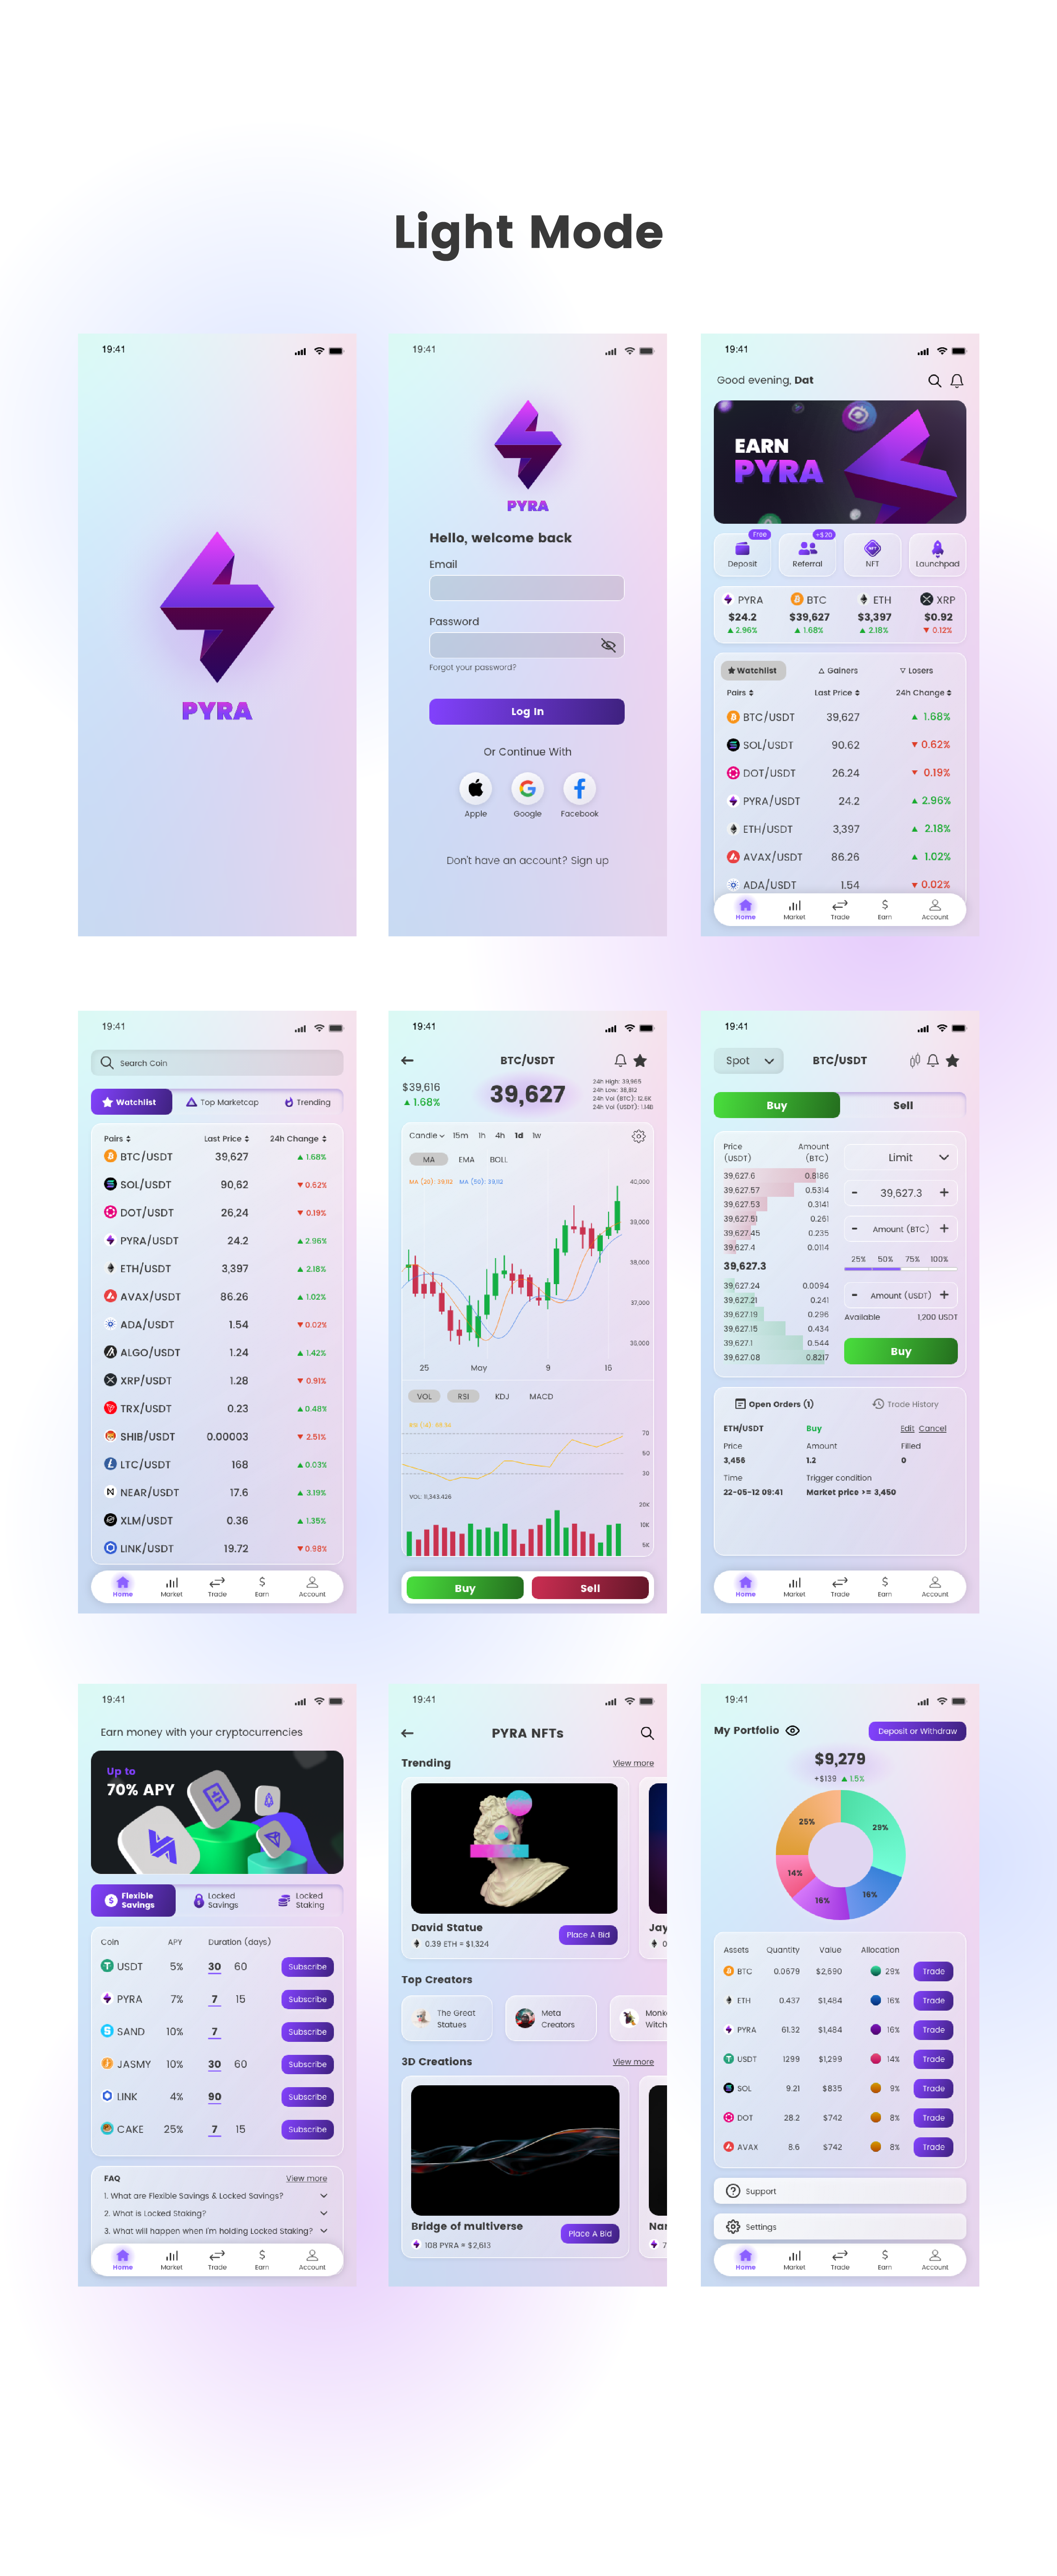 Light Mode
19:41
PYRA
19:41
PYRA
Hello, welcome back
Email
Password
Forgot your password?
Log In
Or Continue With
Apple Google Facebook
Don't have an account? Sign up
19:41
Good evening, Dat
EARN
PYRA
Free +$20
Deposit Referral NFT Launchpad
PYRA BTC ETH XRP
$24.2 $39,627 $3,397 $0.92
▲ 2.96% ▲ 1.68% ▲ 2.18% ▼ 0.12%
Watchlist Gainers Losers
Pairs Last Price 24h Change
BTC/USDT 39,627 ▲ 1.68%
SOL/USDT 90.62 ▼ 0.62%
DOT/USDT 26.24 ▼ 0.19%
PYRA/USDT 24.2 ▲ 2.96%
ETH/USDT 3,397 ▲ 2.18%
AVAX/USDT 86.26 ▲ 1.02%
ADA/USDT 1.54 ▼ 0.02%
Home Market Trade Earn Account
19:41
Search Coin
Watchlist Top Marketcap Trending
Pairs Last Price 24h Change
BTC/USDT 39,627 ▲ 1.68%
SOL/USDT 90,62 ▼ 0.62%
DOT/USDT 26,24 ▼ 0.19%
PYRA/USDT 24.2 ▲ 2.96%
ETH/USDT 3,397 ▲ 2.18%
AVAX/USDT 86.26 ▲ 1.02%
ADA/USDT 1.54 ▼ 0.02%
ALGO/USDT 1.24 ▲ 1.42%
XRP/USDT 1.28 ▼ 0.91%
TRX/USDT 0.23 ▲ 0.48%
SHIB/USDT 0.00003 ▼ 2.51%
LTC/USDT 168 ▲ 0.03%
NEAR/USDT 17.6 ▲ 3.19%
XLM/USDT 0.36 ▲ 1.35%
LINK/USDT 19.72 ▼ 0.98%
Home Market Trade Earn Account
19:41
BTC/USDT
$39,616
▲ 1.68%
39,627
24h High: 39,965
24h Low: 38,912
24h Vol (BTC): 12.6K
24h Vol (USDT): 1.14B
Candle 15m 1h 4h 1d 1w
MA EMA BOLL
MA (20): 39,112 MA (50): 39,112
40,000
39,000
38,000
37,000
36,000
25 May 9 16
VOL RSI KDJ MACD
70
50
30
VOL: 11,343.426
20K
10K
5K
Buy Sell
19:41
Spot BTC/USDT
Buy Sell
Price Amount
(USDT) (BTC)
39,627.6 0.8186
39,627.57 0.5314
39,627.53 0.3141
39,627.51 0.261
39,627.45 0.235
39,627.4 0.0114
39,627.3
39,627.24 0.0094
39,627.21 0.241
39,627.19 0.296
39,627.15 0.434
39,627.1 0.544
39,627.08 0.8217
Limit
- 39,627.3 +
- Amount (BTC) +
25% 50% 75% 100%
- Amount (USDT) +
Available 1,200 USDT
Buy
Open Orders (1) Trade History
ETH/USDT Buy Edit Cancel
Price Amount Filled
3,456 1.2 0
Time Trigger condition
22-05-12 09:41 Market price >= 3,450
Home Market Trade Earn Account
19:41
Earn money with your cryptocurrencies
Up to
70% APY
Flexible Savings Locked Savings Locked Staking
Coin APY Duration (days)
USDT 5% 30 60 Subscribe
PYRA 7% 7 15 Subscribe
SAND 10% 7 Subscribe
JASMY 10% 30 60 Subscribe
LINK 4% 90 Subscribe
CAKE 25% 7 15 Subscribe
FAQ View more
1. What are Flexible Savings & Locked Savings?
2. What is Locked Staking?
3. What will happen when I'm holding Locked Staking?
Home Market Trade Earn Account
19:41
PYRA NFTs
Trending View more
David Statue Jay
0.39 ETH = $1,324 Place A Bid 0
Top Creators
The Great Statues Meta Creators Monk Witch
3D Creations View more
Bridge of multiverse Nar
108 PYRA = $2,613 Place A Bid 7
19:41
My Portfolio Deposit or Withdraw
$9,279
+$139 ▲ 1.5%
25% 29%
14% 16% 16%
Assets Quantity Value Allocation
BTC 0.0679 $2,690 29% Trade
ETH 0.437 $1,484 16% Trade
PYRA 61.32 $1,484 16% Trade
USDT 1299 $1,299 14% Trade
SOL 9.21 $835 9% Trade
DOT 28.2 $742 8% Trade
AVAX 8.6 $742 8% Trade
Support
Settings
Home Market Trade Earn Account